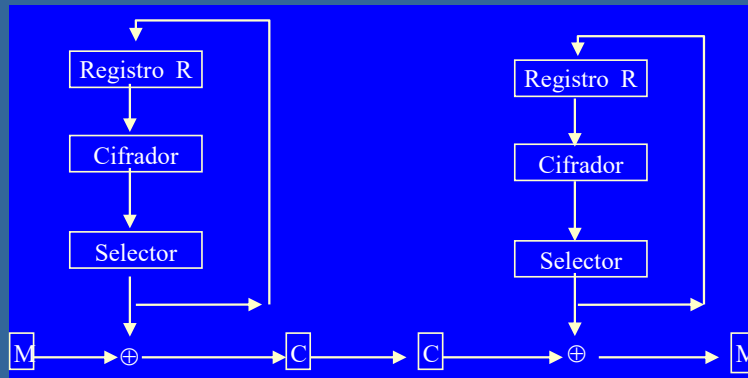 Registro R
Registro R
Cifrador
Cifrador
Selector
Selector
M ⊕ C C ⊕ M